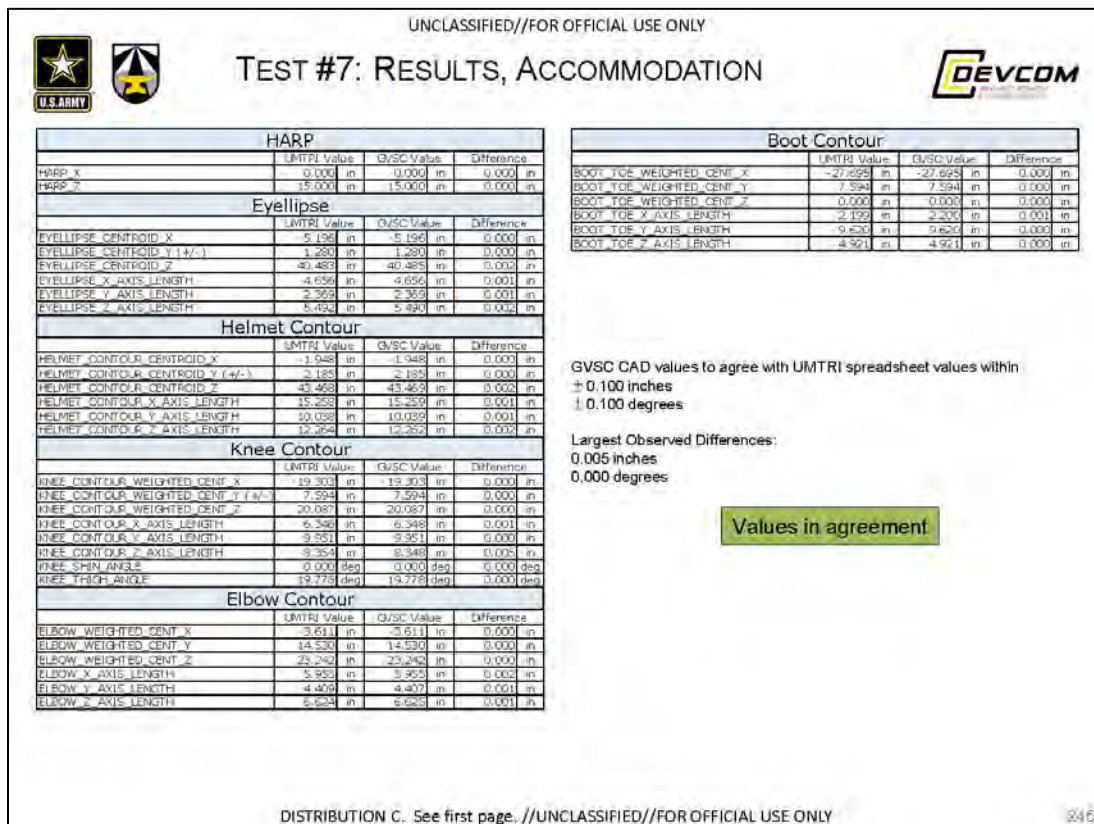 UNCLASSIFIED//FOR OFFICIAL USE ONLY
U.S.ARMY
TEST #7: RESULTS, ACCOMMODATION
DEVCOM
HARP
UMTRI Value GVSC Value Difference
HARP_X 0.000 in 0.000 in 0.000 in
HARP_Z 15.000 in 15.000 in 0.000 in
Eyellipse
UMTRI Value GVSC Value Difference
EYELLIPSE_CENTROID_X -5.196 in -5.196 in 0.000 in
EYELLIPSE_CENTROID_Y (+/-) 1.280 in 1.280 in 0.000 in
EYELLIPSE_CENTROID_Z 40.483 in 40.485 in 0.002 in
EYELLIPSE_X_AXIS_LENGTH 4.656 in 4.656 in 0.001 in
EYELLIPSE_Y_AXIS_LENGTH 2.369 in 2.369 in 0.001 in
EYELLIPSE_Z_AXIS_LENGTH 5.492 in 5.490 in 0.002 in
Helmet Contour
UMTRI Value GVSC Value Difference
HELMET_CONTOUR_CENTROID_X -1.948 in -1.948 in 0.000 in
HELMET_CONTOUR_CENTROID_Y (+/-) 2.185 in 2.185 in 0.000 in
HELMET_CONTOUR_CENTROID_Z 43.468 in 43.469 in 0.002 in
HELMET_CONTOUR_X_AXIS_LENGTH 15.258 in 15.259 in 0.001 in
HELMET_CONTOUR_Y_AXIS_LENGTH 10.038 in 10.039 in 0.001 in
HELMET_CONTOUR_Z_AXIS_LENGTH 12.264 in 12.262 in 0.002 in
Knee Contour
UMTRI Value GVSC Value Difference
KNEE_CONTOUR_WEIGHTED_CENT_X -19.303 in -19.303 in 0.000 in
KNEE_CONTOUR_WEIGHTED_CENT_Y (+/-) 7.594 in 7.594 in 0.000 in
KNEE_CONTOUR_WEIGHTED_CENT_Z 20.087 in 20.087 in 0.000 in
KNEE_CONTOUR_X_AXIS_LENGTH 6.346 in 6.348 in 0.001 in
KNEE_CONTOUR_Y_AXIS_LENGTH 9.951 in 9.951 in 0.000 in
KNEE_CONTOUR_Z_AXIS_LENGTH 8.354 in 8.348 in 0.005 in
KNEE_SHIN_ANGLE 0.000 deg 0.000 deg 0.000 deg
KNEE_THIGH_ANGLE 19.778 deg 19.778 deg 0.000 deg
Elbow Contour
UMTRI Value GVSC Value Difference
ELBOW_WEIGHTED_CENT_X -3.611 in -3.611 in 0.000 in
ELBOW_WEIGHTED_CENT_Y 14.530 in 14.530 in 0.000 in
ELBOW_WEIGHTED_CENT_Z 23.242 in 23.242 in 0.000 in
ELBOW_X_AXIS_LENGTH 5.953 in 5.955 in 0.002 in
ELBOW_Y_AXIS_LENGTH 4.409 in 4.407 in 0.001 in
ELBOW_Z_AXIS_LENGTH 6.624 in 6.625 in 0.001 in
Boot Contour
UMTRI Value GVSC Value Difference
BOOT_TOE_WEIGHTED_CENT_X -27.695 in -27.695 in 0.000 in
BOOT_TOE_WEIGHTED_CENT_Y 7.594 in 7.594 in 0.000 in
BOOT_TOE_WEIGHTED_CENT_Z 0.000 in 0.000 in 0.000 in
BOOT_TOE_X_AXIS_LENGTH 2.199 in 2.200 in 0.001 in
BOOT_TOE_Y_AXIS_LENGTH 9.620 in 9.620 in 0.000 in
BOOT_TOE_Z_AXIS_LENGTH 4.921 in 4.921 in 0.000 in
GVSC CAD values to agree with UMTRI spreadsheet values within
±0.100 inches
±0.100 degrees
Largest Observed Differences:
0.005 inches
0.000 degrees
Values in agreement
DISTRIBUTION C. See first page. //UNCLASSIFIED//FOR OFFICIAL USE ONLY